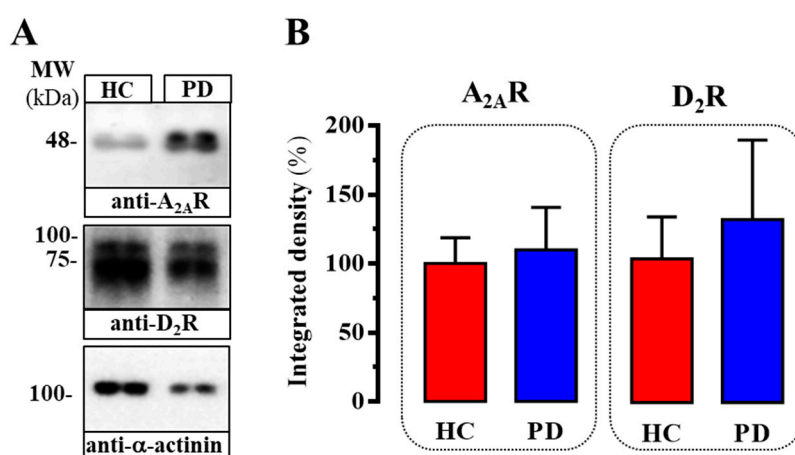 A
MW
(kDa)
HC PD
48-
anti-A₂ₐR
100-
75-
anti-D₂R
100-
anti-α-actinin
B
A₂ₐR D₂R
Integrated density (%)
200
150
100
50
0
HC PD HC PD